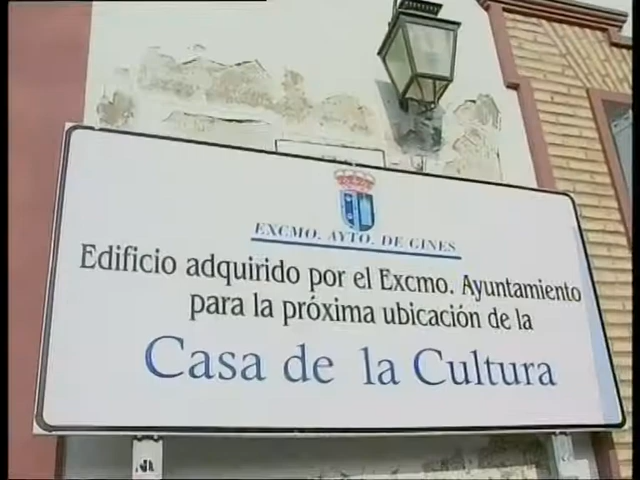 EXCMO. AYTO. DE GINES
Edificio adquirido por el Excmo. Ayuntamiento
para la próxima ubicación de la
Casa de la Cultura